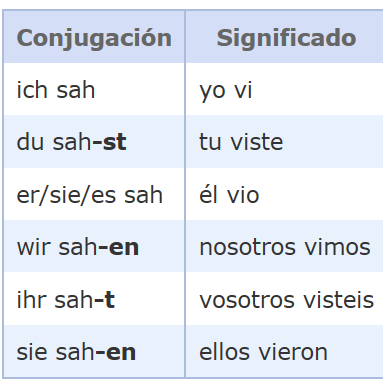 Conjugación Significado
ich sah yo vi
du sah-st tu viste
er/sie/es sah él vio
wir sah-en nosotros vimos
ihr sah-t vosotros visteis
sie sah-en ellos vieron